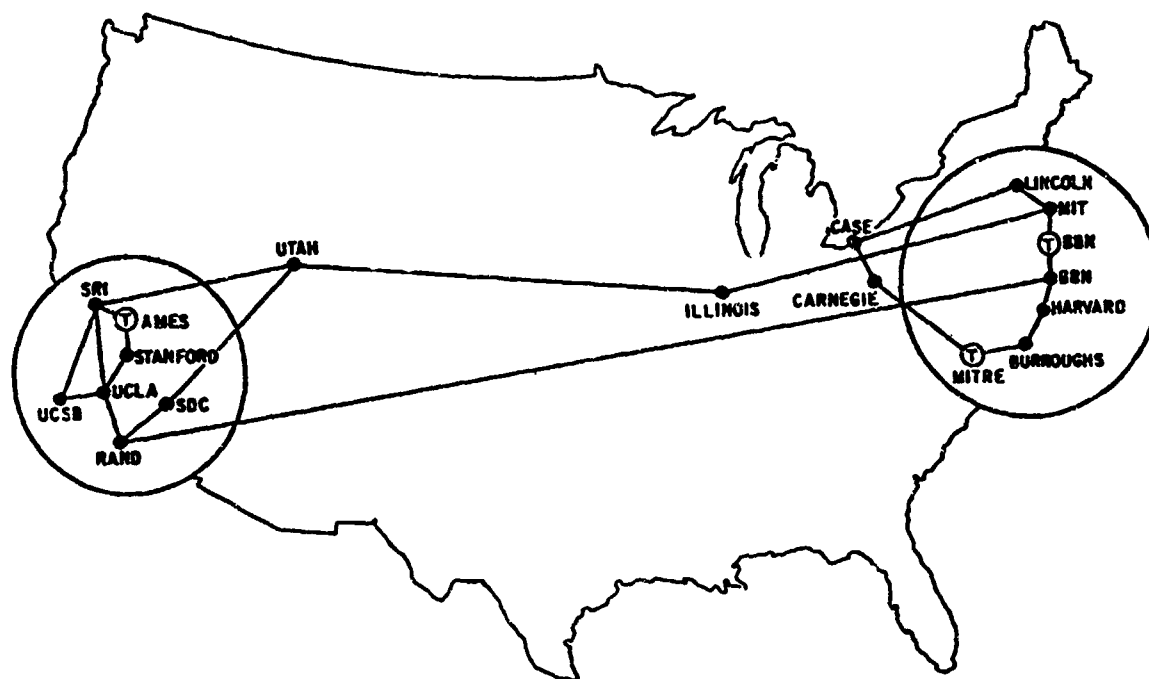 LINCOLN
MIT
CASE
T BBN
UTAH
BBN
SRI
ILLINOIS
CARNEGIE
HARVARD
T AMES
STANFORD
T
BURROUGHS
MITRE
UCLA
SDC
UCSB
RAND